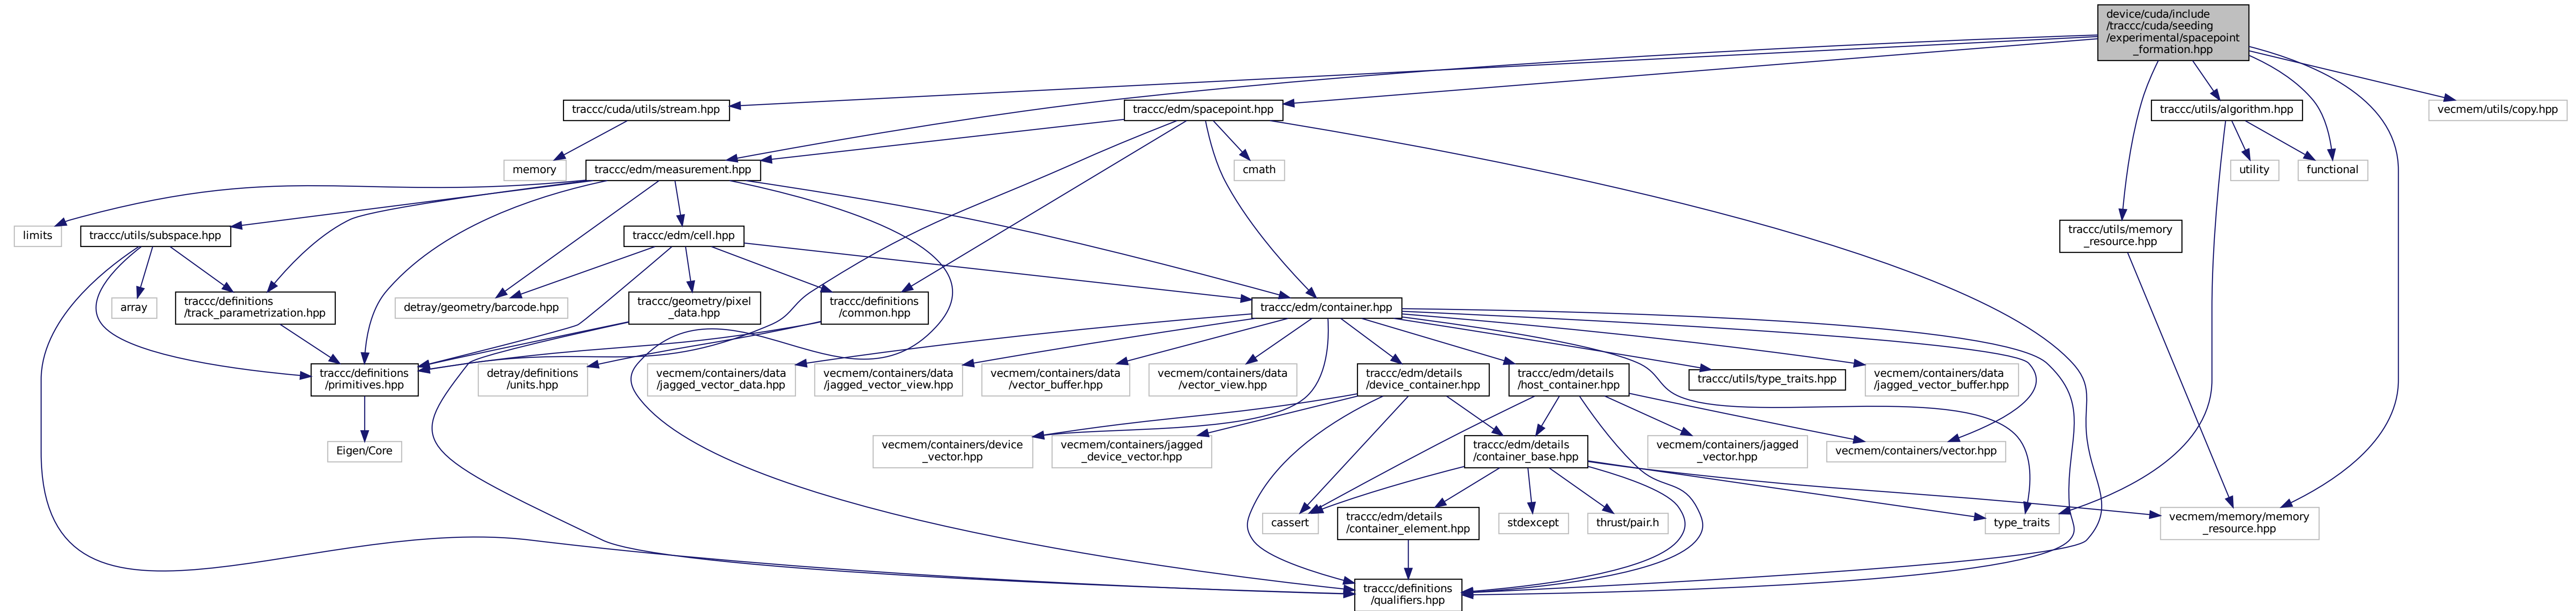 device/cuda/include
/traccc/cuda/seeding
/experimental/spacepoint
_formation.hpp
traccc/cuda/utils/stream.hpp
traccc/edm/spacepoint.hpp
traccc/utils/algorithm.hpp
vecmem/utils/copy.hpp
memory
traccc/edm/measurement.hpp
cmath
utility
functional
limits
traccc/utils/subspace.hpp
traccc/edm/cell.hpp
traccc/utils/memory
_resource.hpp
array
traccc/definitions
/track_parametrization.hpp
detray/geometry/barcode.hpp
traccc/geometry/pixel
_data.hpp
traccc/definitions
/common.hpp
traccc/edm/container.hpp
traccc/definitions
/primitives.hpp
detray/definitions
/units.hpp
vecmem/containers/data
/jagged_vector_data.hpp
vecmem/containers/data
/jagged_vector_view.hpp
vecmem/containers/data
/vector_buffer.hpp
vecmem/containers/data
/vector_view.hpp
traccc/edm/details
/device_container.hpp
traccc/edm/details
/host_container.hpp
traccc/utils/type_traits.hpp
vecmem/containers/data
/jagged_vector_buffer.hpp
Eigen/Core
vecmem/containers/device
_vector.hpp
vecmem/containers/jagged
_device_vector.hpp
traccc/edm/details
/container_base.hpp
vecmem/containers/jagged
_vector.hpp
vecmem/containers/vector.hpp
cassert
traccc/edm/details
/container_element.hpp
stdexcept
thrust/pair.h
type_traits
vecmem/memory/memory
_resource.hpp
traccc/definitions
/qualifiers.hpp